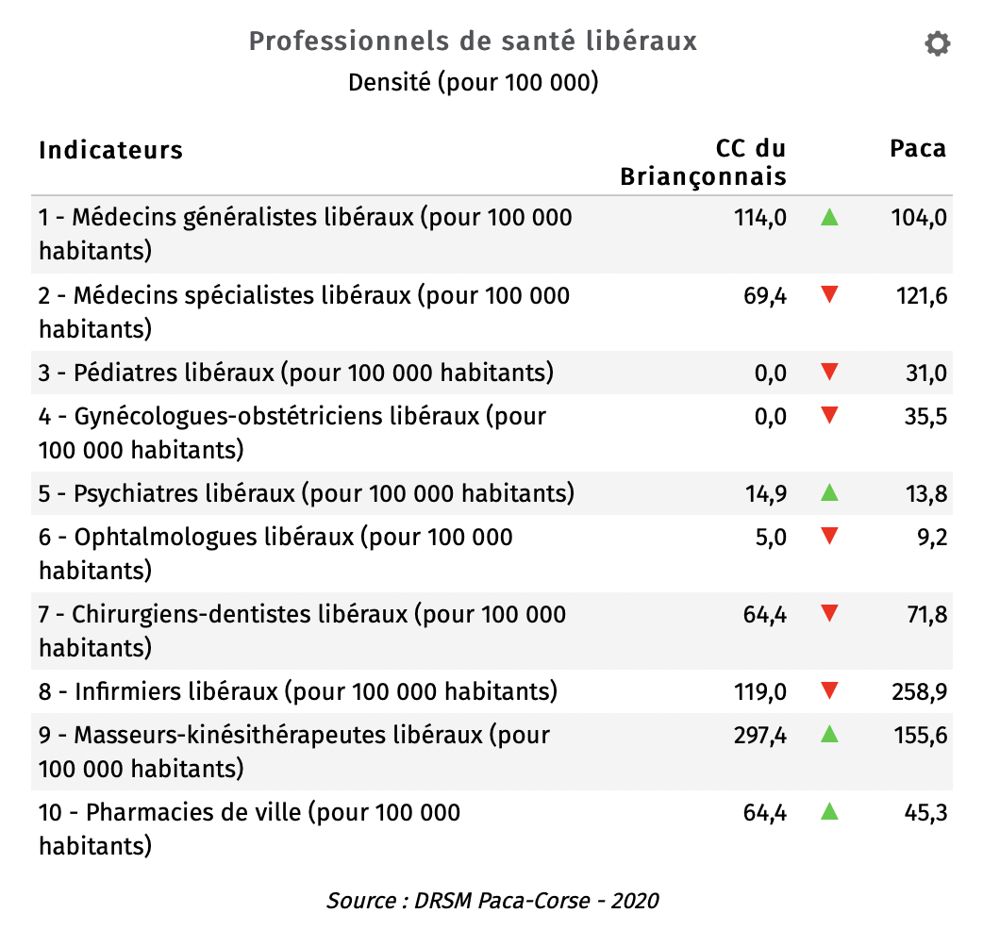 Professionnels de santé libéraux
Densité (pour 100 000)
Indicateurs CC du Briançonnais Paca
1 - Médecins généralistes libéraux (pour 100 000 habitants) 114,0 ▲ 104,0
2 - Médecins spécialistes libéraux (pour 100 000 habitants) 69,4 ▼ 121,6
3 - Pédiatres libéraux (pour 100 000 habitants) 0,0 ▼ 31,0
4 - Gynécologues-obstétriciens libéraux (pour 100 000 habitants) 0,0 ▼ 35,5
5 - Psychiatres libéraux (pour 100 000 habitants) 14,9 ▲ 13,8
6 - Ophtalmologues libéraux (pour 100 000 habitants) 5,0 ▼ 9,2
7 - Chirurgiens-dentistes libéraux (pour 100 000 habitants) 64,4 ▼ 71,8
8 - Infirmiers libéraux (pour 100 000 habitants) 119,0 ▼ 258,9
9 - Masseurs-kinésithérapeutes libéraux (pour 100 000 habitants) 297,4 ▲ 155,6
10 - Pharmacies de ville (pour 100 000 habitants) 64,4 ▲ 45,3
Source : DRSM Paca-Corse - 2020